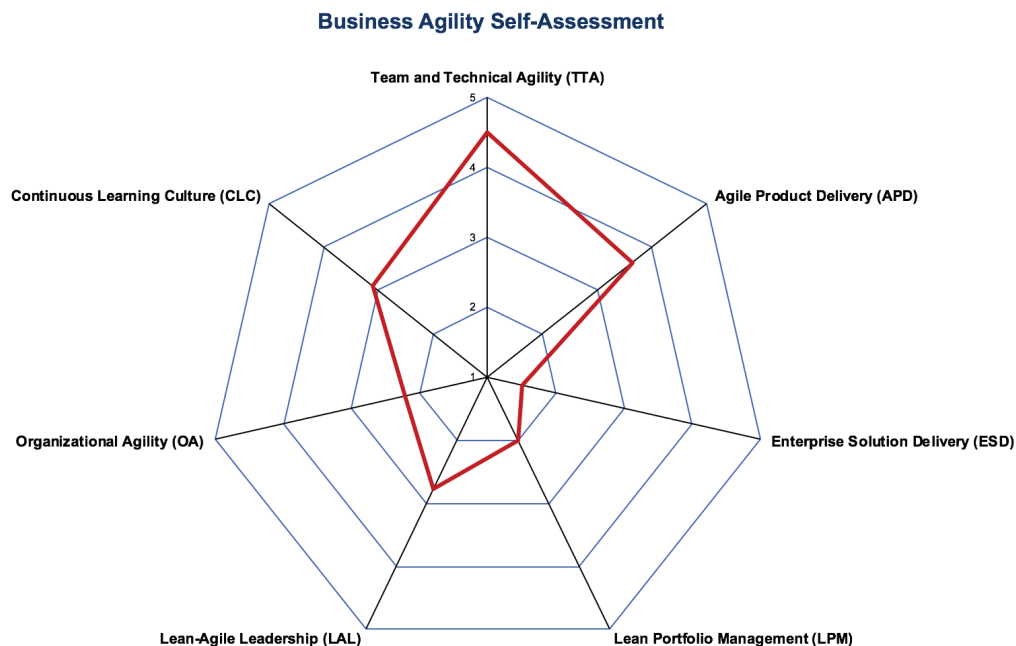 Business Agility Self-Assessment
Team and Technical Agility (TTA)
5
4
3
2
1
Continuous Learning Culture (CLC)
Agile Product Delivery (APD)
Organizational Agility (OA)
Enterprise Solution Delivery (ESD)
Lean-Agile Leadership (LAL)
Lean Portfolio Management (LPM)